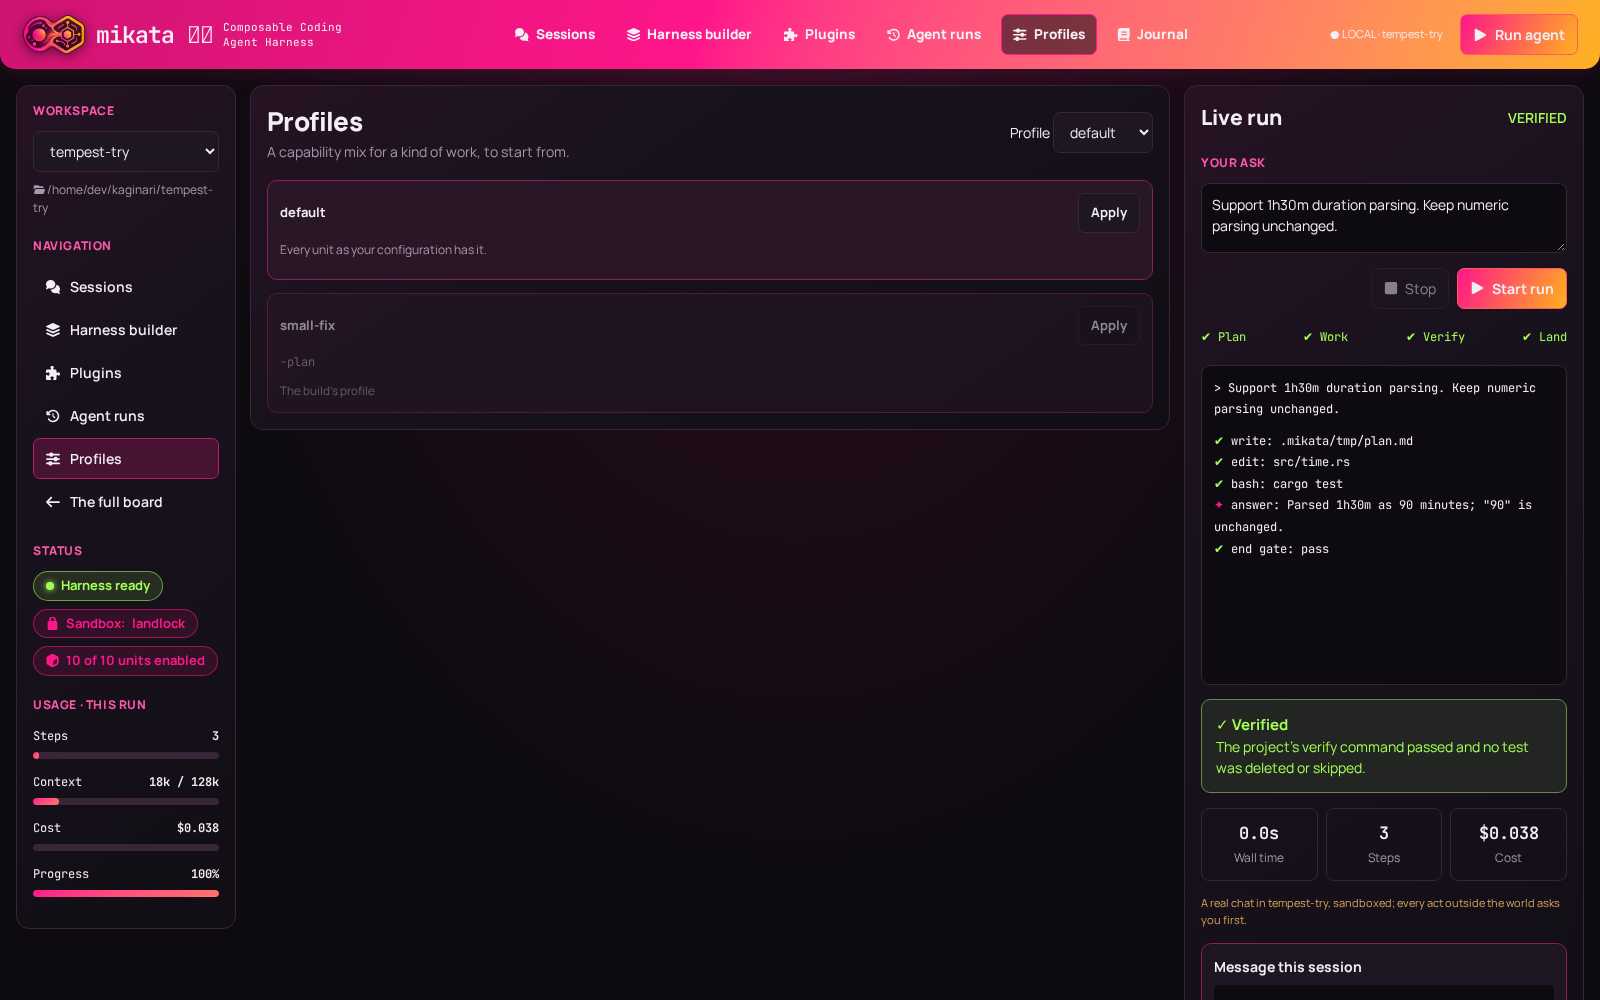 mikata
Composable Coding
Agent Harness
Sessions
Harness builder
Plugins
Agent runs
Profiles
Journal
LOCAL · tempest-try
Run agent
WORKSPACE
tempest-try
/home/dev/kaginari/tempest-
try
NAVIGATION
Sessions
Harness builder
Plugins
Agent runs
Profiles
The full board
STATUS
Harness ready
Sandbox: landlock
10 of 10 units enabled
USAGE · THIS RUN
Steps 3
Context 18k / 128k
Cost $0.038
Progress 100%
Profiles
A capability mix for a kind of work, to start from.
Profile default
default
Apply
Every unit as your configuration has it.
small-fix
Apply
-plan
The build's profile
Live run
VERIFIED
YOUR ASK
Support 1h30m duration parsing. Keep numeric
parsing unchanged.
Stop
Start run
✔ Plan ✔ Work ✔ Verify ✔ Land
> Support 1h30m duration parsing. Keep numeric
parsing unchanged.
✔ write: .mikata/tmp/plan.md
✔ edit: src/time.rs
✔ bash: cargo test
✦ answer: Parsed 1h30m as 90 minutes; "90" is
unchanged.
✔ end gate: pass
✓ Verified
The project's verify command passed and no test
was deleted or skipped.
0.0s
Wall time
3
Steps
$0.038
Cost
A real chat in tempest-try, sandboxed; every act outside the world asks
you first.
Message this session